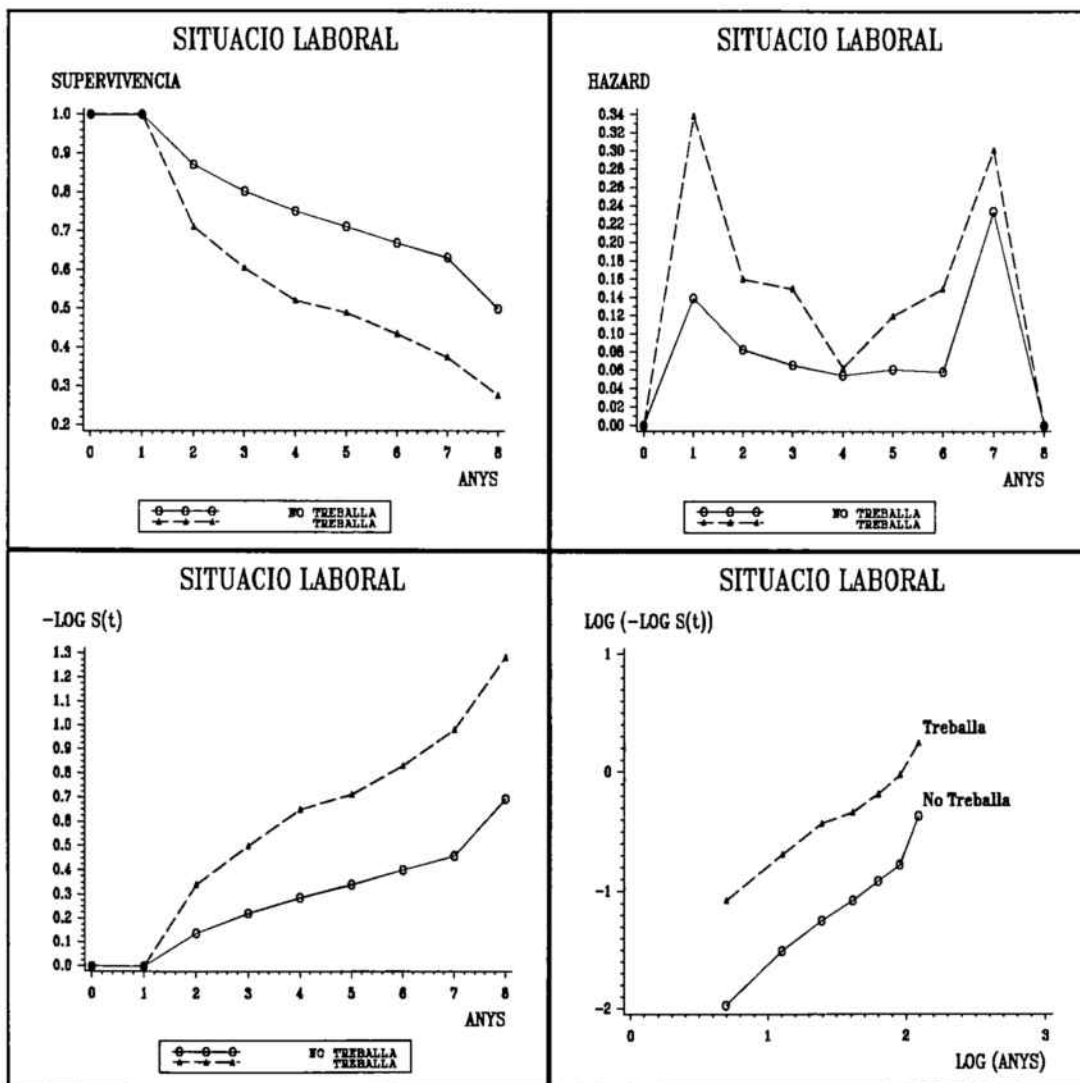 SITUACIO LABORAL
SUPERVIVENCIA
1.0
0.9
0.8
0.7
0.6
0.5
0.4
0.3
0.2
0 1 2 3 4 5 6 7 8
ANYS
NO TREBALLA
TREBALLA
SITUACIO LABORAL
HAZARD
0.34
0.32
0.30
0.28
0.26
0.24
0.22
0.20
0.18
0.16
0.14
0.12
0.10
0.08
0.06
0.04
0.02
0.00
0 1 2 3 4 5 6 7 8
ANYS
NO TREBALLA
TREBALLA
SITUACIO LABORAL
-LOG S(t)
1.3
1.2
1.1
1.0
0.9
0.8
0.7
0.6
0.5
0.4
0.3
0.2
0.1
0.0
0 1 2 3 4 5 6 7 8
ANYS
NO TREBALLA
TREBALLA
SITUACIO LABORAL
LOG (-LOG S(t))
1
0
-1
-2
Treballa
No Treballa
0 1 2 3
LOG (ANYS)